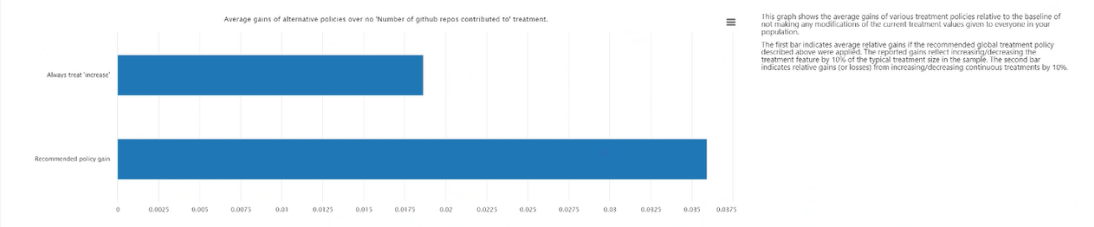 Average gains of alternative policies over no 'Number of github repos contributed to' treatment.
Always treat 'increase'
Recommended policy gain
0 0.0025 0.005 0.0075 0.01 0.0125 0.015 0.0175 0.02 0.0225 0.025 0.0275 0.03 0.0325 0.035 0.0375
This graph shows the average gains of various treatment policies relative to the baseline of
not making any modifications of the current treatment values given to everyone in your
population.
The first bar indicates average relative gains if the recommended global treatment policy
described above were applied. The reported gains reflect increasing/decreasing the
treatment feature by 10% of the typical treatment size in the sample. The second bar
indicates relative gains (or losses) from increasing/decreasing continuous treatments by 10%.